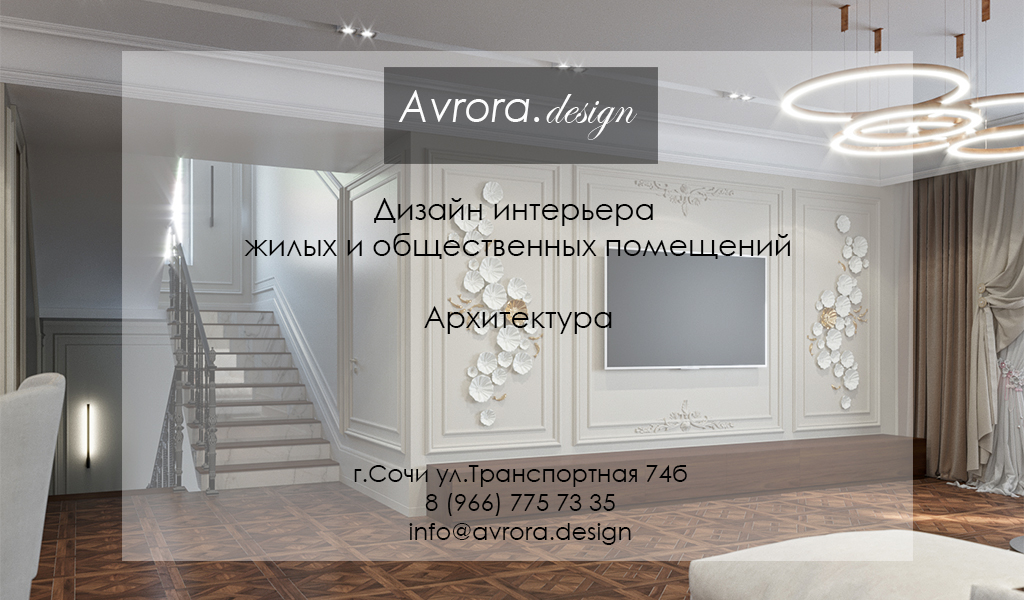 Avrora.design
Дизайн интерьера
жилых и общественных помещений
Архитектура
г.Сочи ул.Транспортная 74б
8 (966) 775 73 35
info@avrora.design